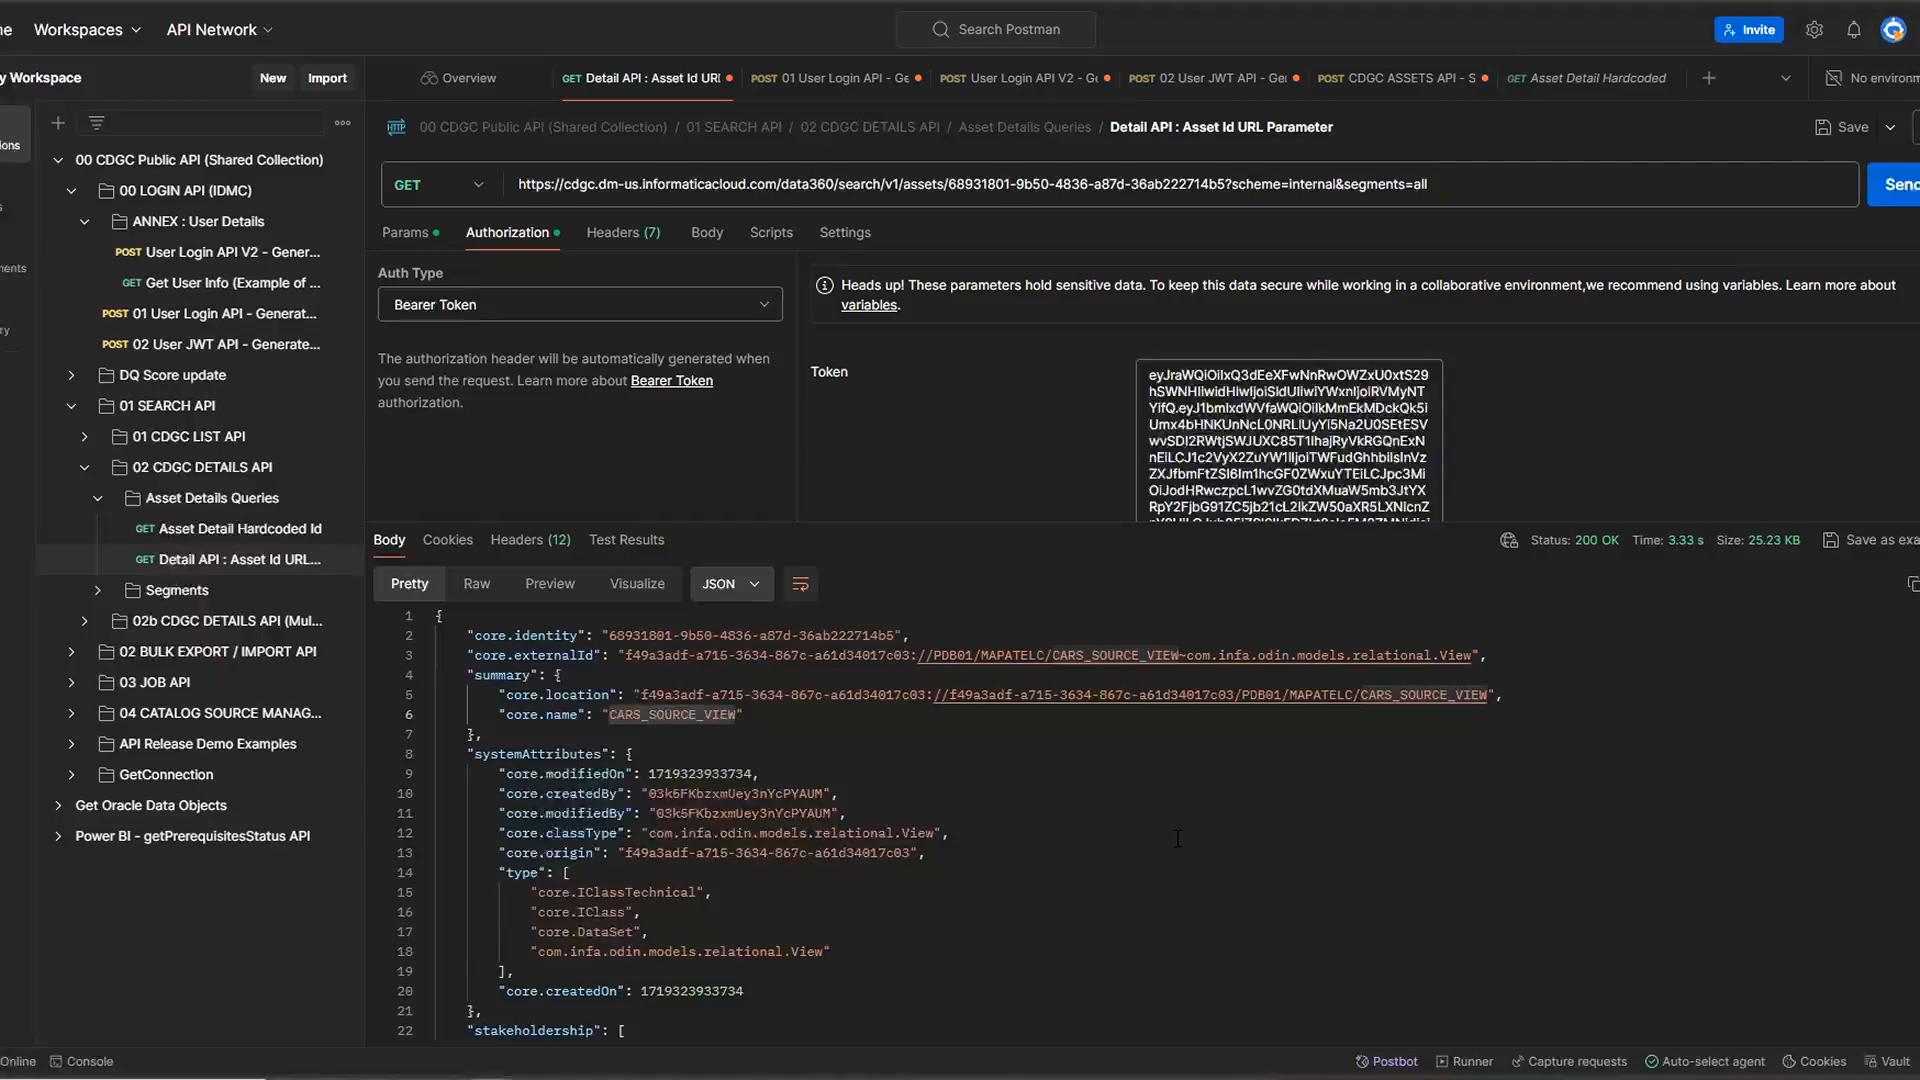 ne
Workspaces
API Network
Search Postman
Invite
y Workspace
New
Import
Overview
GET Detail API : Asset Id URI
POST 01 User Login API - Ge
POST User Login API V2 - Ge
POST 02 User JWT API - Gei
POST CDGC ASSETS API - S
GET Asset Detail Hardcoded
No environm
ions
nents
ry
00 CDGC Public API (Shared Collection)
00 LOGIN API (IDMC)
ANNEX : User Details
POST User Login API V2 - Gener...
GET Get User Info (Example of ...
POST 01 User Login API - Generat...
POST 02 User JWT API - Generate...
DQ Score update
01 SEARCH API
01 CDGC LIST API
02 CDGC DETAILS API
Asset Details Queries
GET Asset Detail Hardcoded Id
GET Detail API : Asset Id URL...
Segments
02b CDGC DETAILS API (Mul...
02 BULK EXPORT / IMPORT API
03 JOB API
04 CATALOG SOURCE MANAG...
API Release Demo Examples
GetConnection
Get Oracle Data Objects
Power BI - getPrerequisitesStatus API
HTTP 00 CDGC Public API (Shared Collection) / 01 SEARCH API / 02 CDGC DETAILS API / Asset Details Queries / Detail API : Asset Id URL Parameter
Save
GET https://cdgc.dm-us.informaticacloud.com/data360/search/v1/assets/68931801-9b50-4836-a87d-36ab222714b5?scheme=internal&segments=all
Send
Params
Authorization
Headers (7)
Body
Scripts
Settings
Auth Type
Bearer Token
The authorization header will be automatically generated when
you send the request. Learn more about Bearer Token
authorization.
Heads up! These parameters hold sensitive data. To keep this data secure while working in a collaborative environment,we recommend using variables. Learn more about
variables.
Token
Body
Cookies
Headers (12)
Test Results
Status: 200 OK Time: 3.33 s Size: 25.23 KB
Save as exa
Pretty
Raw
Preview
Visualize
JSON
1 {
2 "core.identity": "68931801-9b50-4836-a87d-36ab222714b5",
3 "core.externalId": "f49a3adf-a715-3634-867c-a61d34017c03://PDB01/MAPATELC/CARS_SOURCE_VIEW~com.infa.odin.models.relational.View",
4 "summary": {
5 "core.location": "f49a3adf-a715-3634-867c-a61d34017c03://f49a3adf-a715-3634-867c-a61d34017c03/PDB01/MAPATELC/CARS_SOURCE_VIEW",
6 "core.name": "CARS_SOURCE_VIEW"
7 },
8 "systemAttributes": {
9 "core.modifiedOn": 1719323933734,
10 "core.createdBy": "03k5FKbzxmUey3nYcPYAUM",
11 "core.modifiedBy": "03k5FKbzxmUey3nYcPYAUM",
12 "core.classType": "com.infa.odin.models.relational.View",
13 "core.origin": "f49a3adf-a715-3634-867c-a61d34017c03",
14 "type": [
15 "core.IClassTechnical",
16 "core.IClass",
17 "core.DataSet",
18 "com.infa.odin.models.relational.View"
19 ],
20 "core.createdOn": 1719323933734
21 },
22 "stakeholdership": [
Online
Console
Postbot
Runner
Capture requests
Auto-select agent
Cookies
Vault